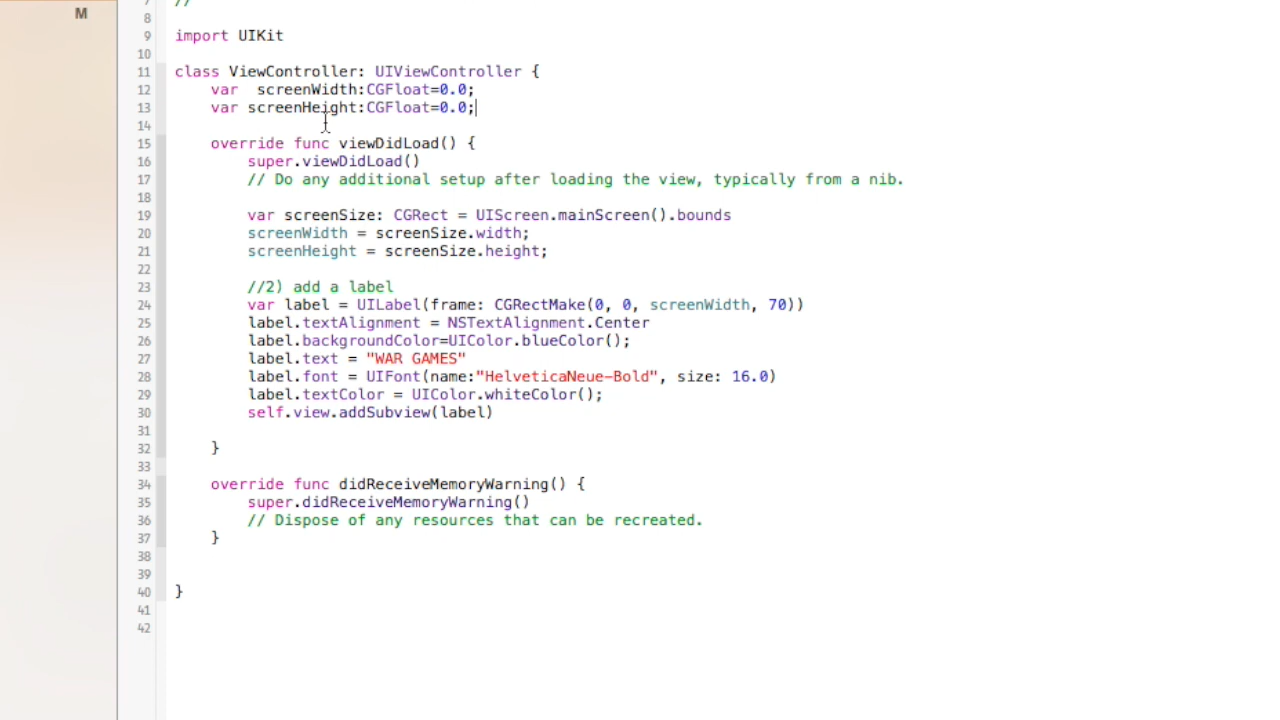 M
7 //
8
9 import UIKit
10
11 class ViewController: UIViewController {
12 var  screenWidth:CGFloat=0.0;
13 var screenHeight:CGFloat=0.0;
14
15 override func viewDidLoad() {
16 super.viewDidLoad()
17 // Do any additional setup after loading the view, typically from a nib.
18
19 var screenSize: CGRect = UIScreen.mainScreen().bounds
20 screenWidth = screenSize.width;
21 screenHeight = screenSize.height;
22
23 //2) add a label
24 var label = UILabel(frame: CGRectMake(0, 0, screenWidth, 70))
25 label.textAlignment = NSTextAlignment.Center
26 label.backgroundColor=UIColor.blueColor();
27 label.text = "WAR GAMES"
28 label.font = UIFont(name:"HelveticaNeue-Bold", size: 16.0)
29 label.textColor = UIColor.whiteColor();
30 self.view.addSubview(label)
31
32 }
33
34 override func didReceiveMemoryWarning() {
35 super.didReceiveMemoryWarning()
36 // Dispose of any resources that can be recreated.
37 }
38
39
40 }
41
42